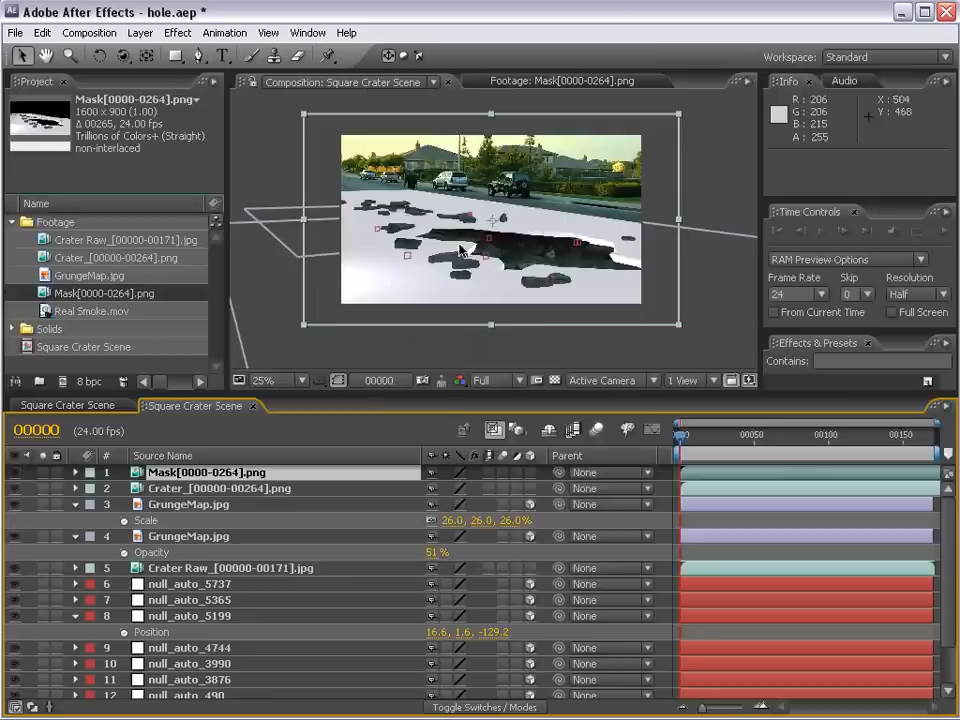 Adobe After Effects - hole.aep *
File Edit Composition Layer Effect Animation View Window Help
Workspace: Standard
Project
Composition: Square Crater Scene
Footage: Mask[0000-0264].png
Info
Audio
Mask[0000-0264].png
1600 x 900 (1.00)
Δ 00265, 24.00 fps
Trillions of Colors+ (Straight)
non-interlaced
R : 206
G : 206
B : 215
A : 255
X : 504
Y : 468
Name
Footage
Crater Raw_[00000-00171].jpg
Crater_[00000-00264].png
GrungeMap.jpg
Mask[0000-0264].png
Real Smoke.mov
Solids
Square Crater Scene
Time Controls
RAM Preview Options
Frame Rate Skip Resolution
24 0 Half
From Current Time Full Screen
Effects & Presets
Contains:
8 bpc
25% 00000 Full Active Camera 1 View
Square Crater Scene
Square Crater Scene
00000 (24.00 fps)
00050 00100 00150
# Source Name Parent
1 Mask[0000-0264].png None
2 Crater_[00000-00264].png None
3 GrungeMap.jpg None
Scale 26.0, 26.0, 26.0%
4 GrungeMap.jpg None
Opacity 51%
5 Crater Raw_[00000-00171].jpg None
6 null_auto_5737 None
7 null_auto_5365 None
8 null_auto_5199 None
Position 16.6, 1.6, -129.2
9 null_auto_4744 None
10 null_auto_3990 None
11 null_auto_3876 None
12 null_auto_490 None
Toggle Switches / Modes